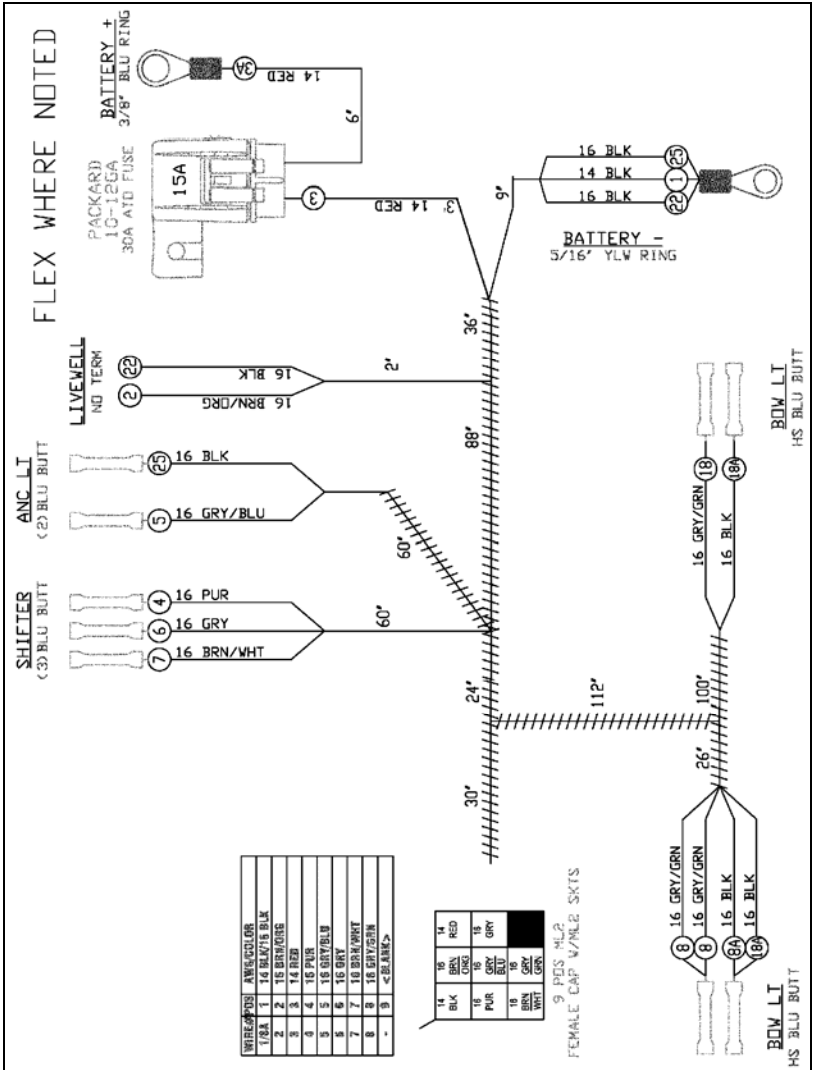 FLEX WHERE NOTED
BATTERY +
3/8" BLU RING
3A
14 RED
6"
PACKARD
10-12GA
30A ATD FUSE
15A
3
14 RED
3"
9"
16 BLK
25
14 BLK
1
16 BLK
22
BATTERY -
5/16" YLW RING
36"
LIVEWELL
NO TERM
22
16 BLK
2
16 BRN/ORG
2"
88"
ANC LT
(2) BLU BUTT
25
16 BLK
5
16 GRY/BLU
60"
SHIFTER
(3) BLU BUTT
4
16 PUR
6
16 GRY
7
16 BRN/WHT
60"
24"
30"
112"
100"
26"
BOW LT
HS BLU BUTT
18
16 GRY/GRN
18A
16 BLK
8
16 GRY/GRN
8
16 GRY/GRN
8A
16 BLK
18A
16 BLK
BOW LT
HS BLU BUTT
WIRE# POS AWG/COLOR
1/8A 1 14 BLK/16 BLK
2 2 16 BRN/ORG
3 3 14 RED
4 4 16 PUR
5 5 16 GRY/BLU
6 16 GRY
7 7 16 BRN/WHT
8 8 16 GRY/GRN
- 9 <BLANK>
14 BLK
16 BRN ORG
14 RED
16 PUR
16 GRY BLU
16 GRY
BRN WHT
16 GRY GRN
9 POS ML2
FEMALE CAP W/ML2 SKTS